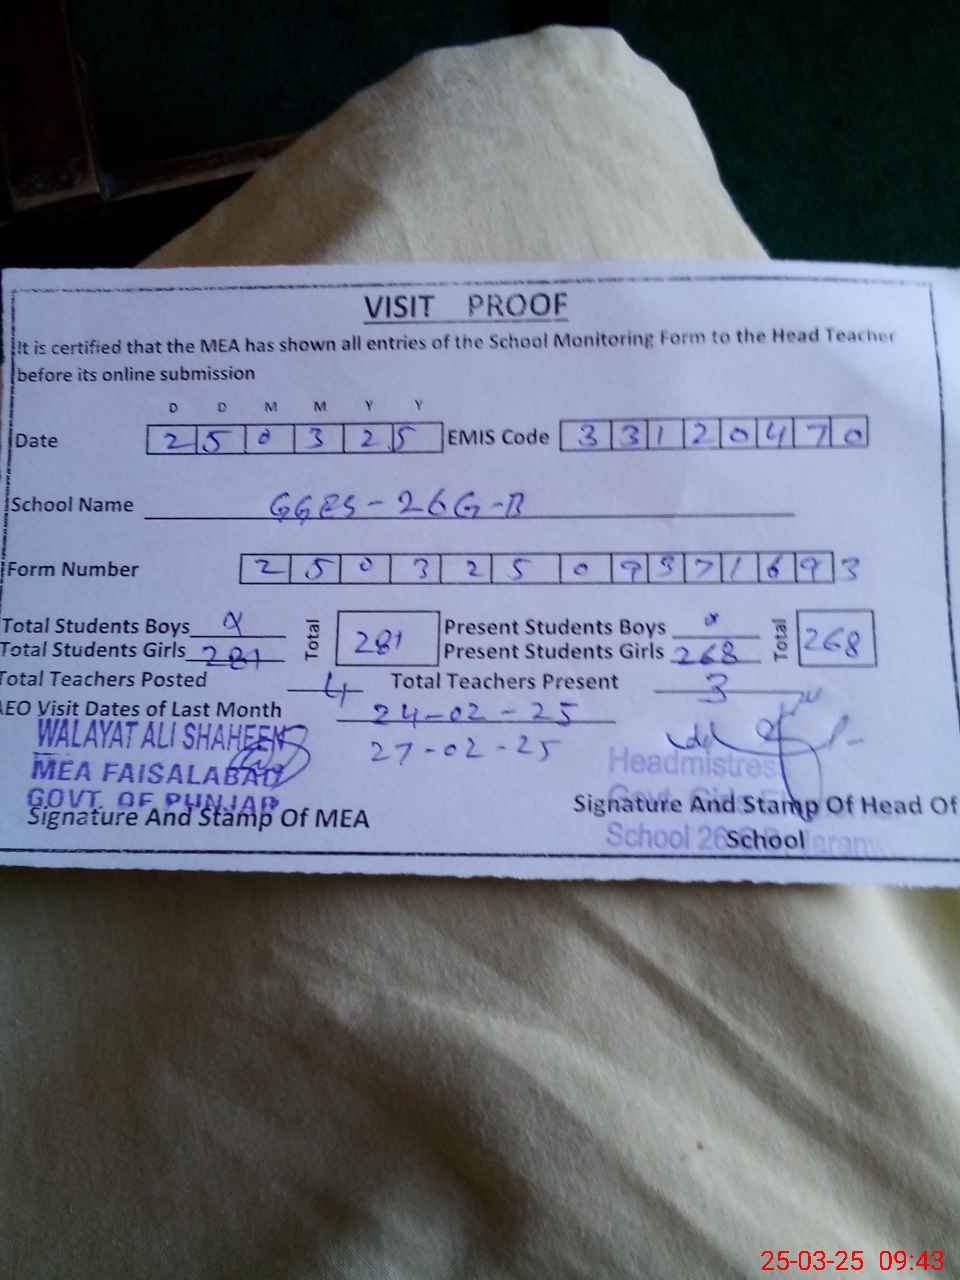 VISIT PROOF
It is certified that the MEA has shown all entries of the School Monitoring Form to the Head Teacher
before its online submission
D D M M Y Y
Date 2 5 0 3 2 5 EMIS Code 3 3 1 2 0 4 7 0
School Name GGES-26G-B
Form Number 2 5 0 3 2 5 0 9 3 7 1 6 9 3
Total Students Boys Total 281 Present Students Boys Total 268
Total Students Girls 281 Present Students Girls 268
Total Teachers Posted 4 Total Teachers Present 3
AEO Visit Dates of Last Month 24-02-25
27-02-25
WALAYAT ALI SHAHEEN
MEA FAISALABAD
GOVT. OF PUNJAB
Signature And Stamp Of MEA
Headmistress
Signature And Stamp Of Head Of
School
School 26
25-03-25 09:43